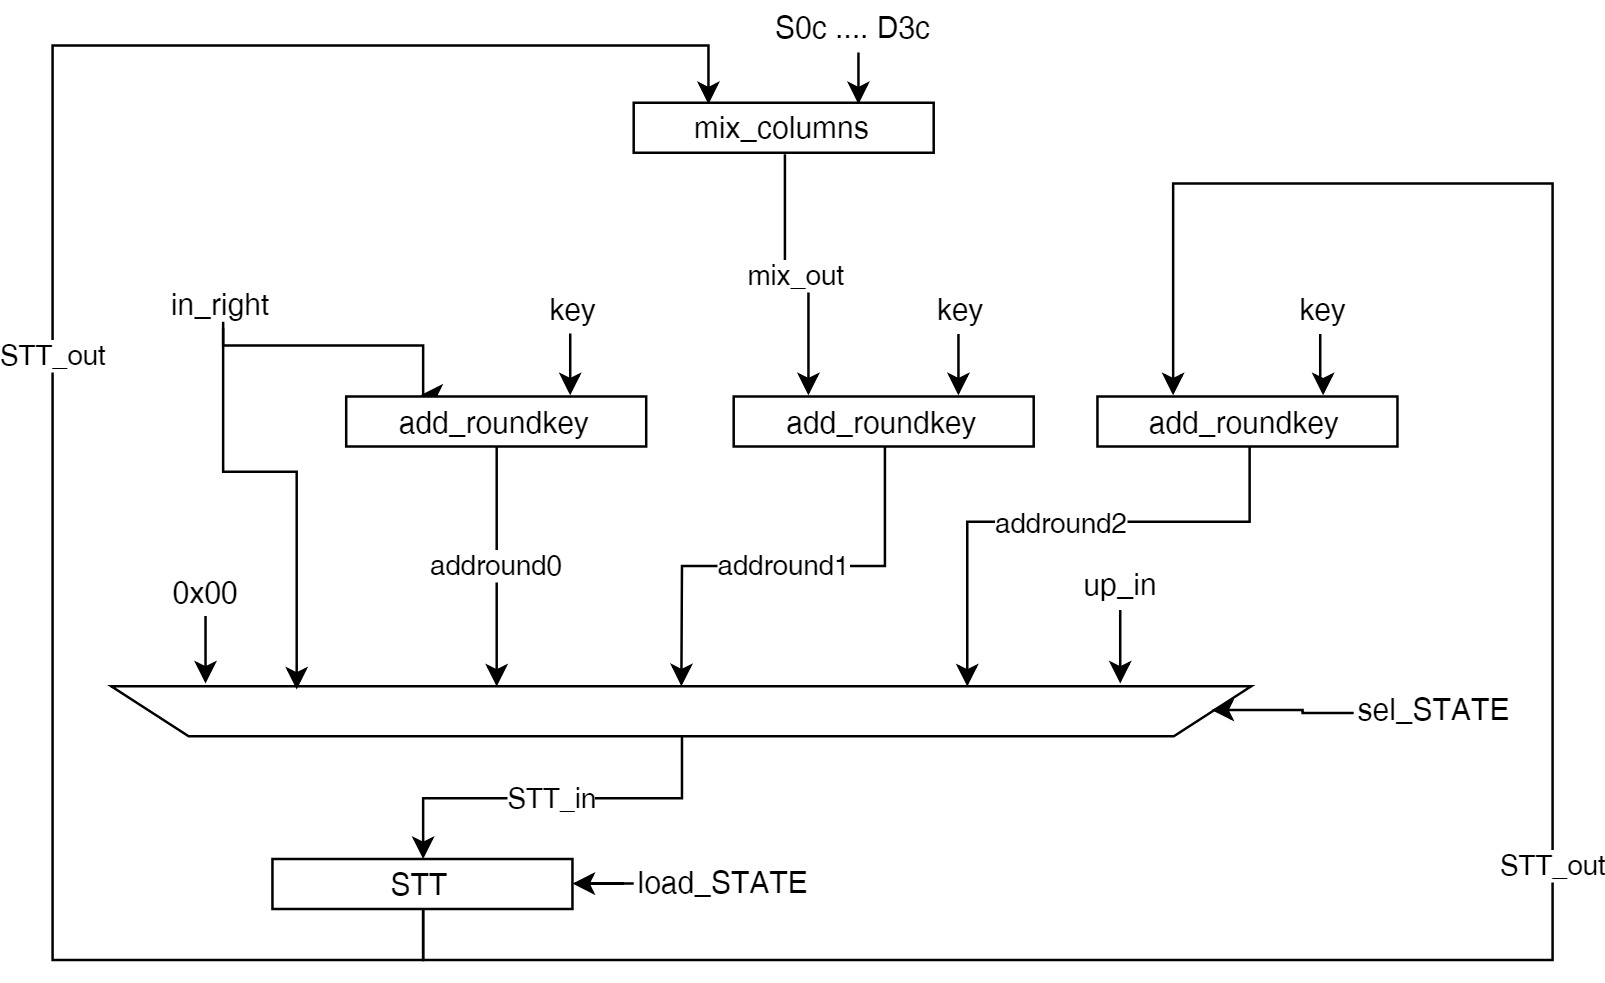 S0c .... D3c
mix_columns
mix_out
in_right
key
key
key
STT_out
add_roundkey
add_roundkey
add_roundkey
addround2
addround0
addround1
0x00
up_in
sel_STATE
STT_in
STT_out
STT
load_STATE